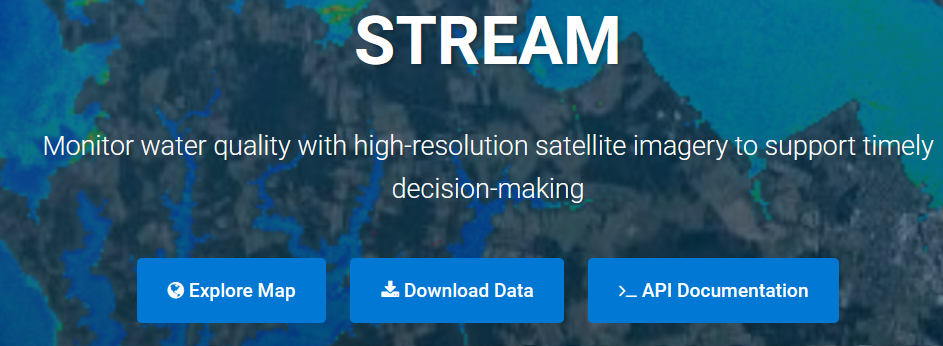 STREAM
Monitor water quality with high-resolution satellite imagery to support timely
decision-making
Explore Map
Download Data
API Documentation